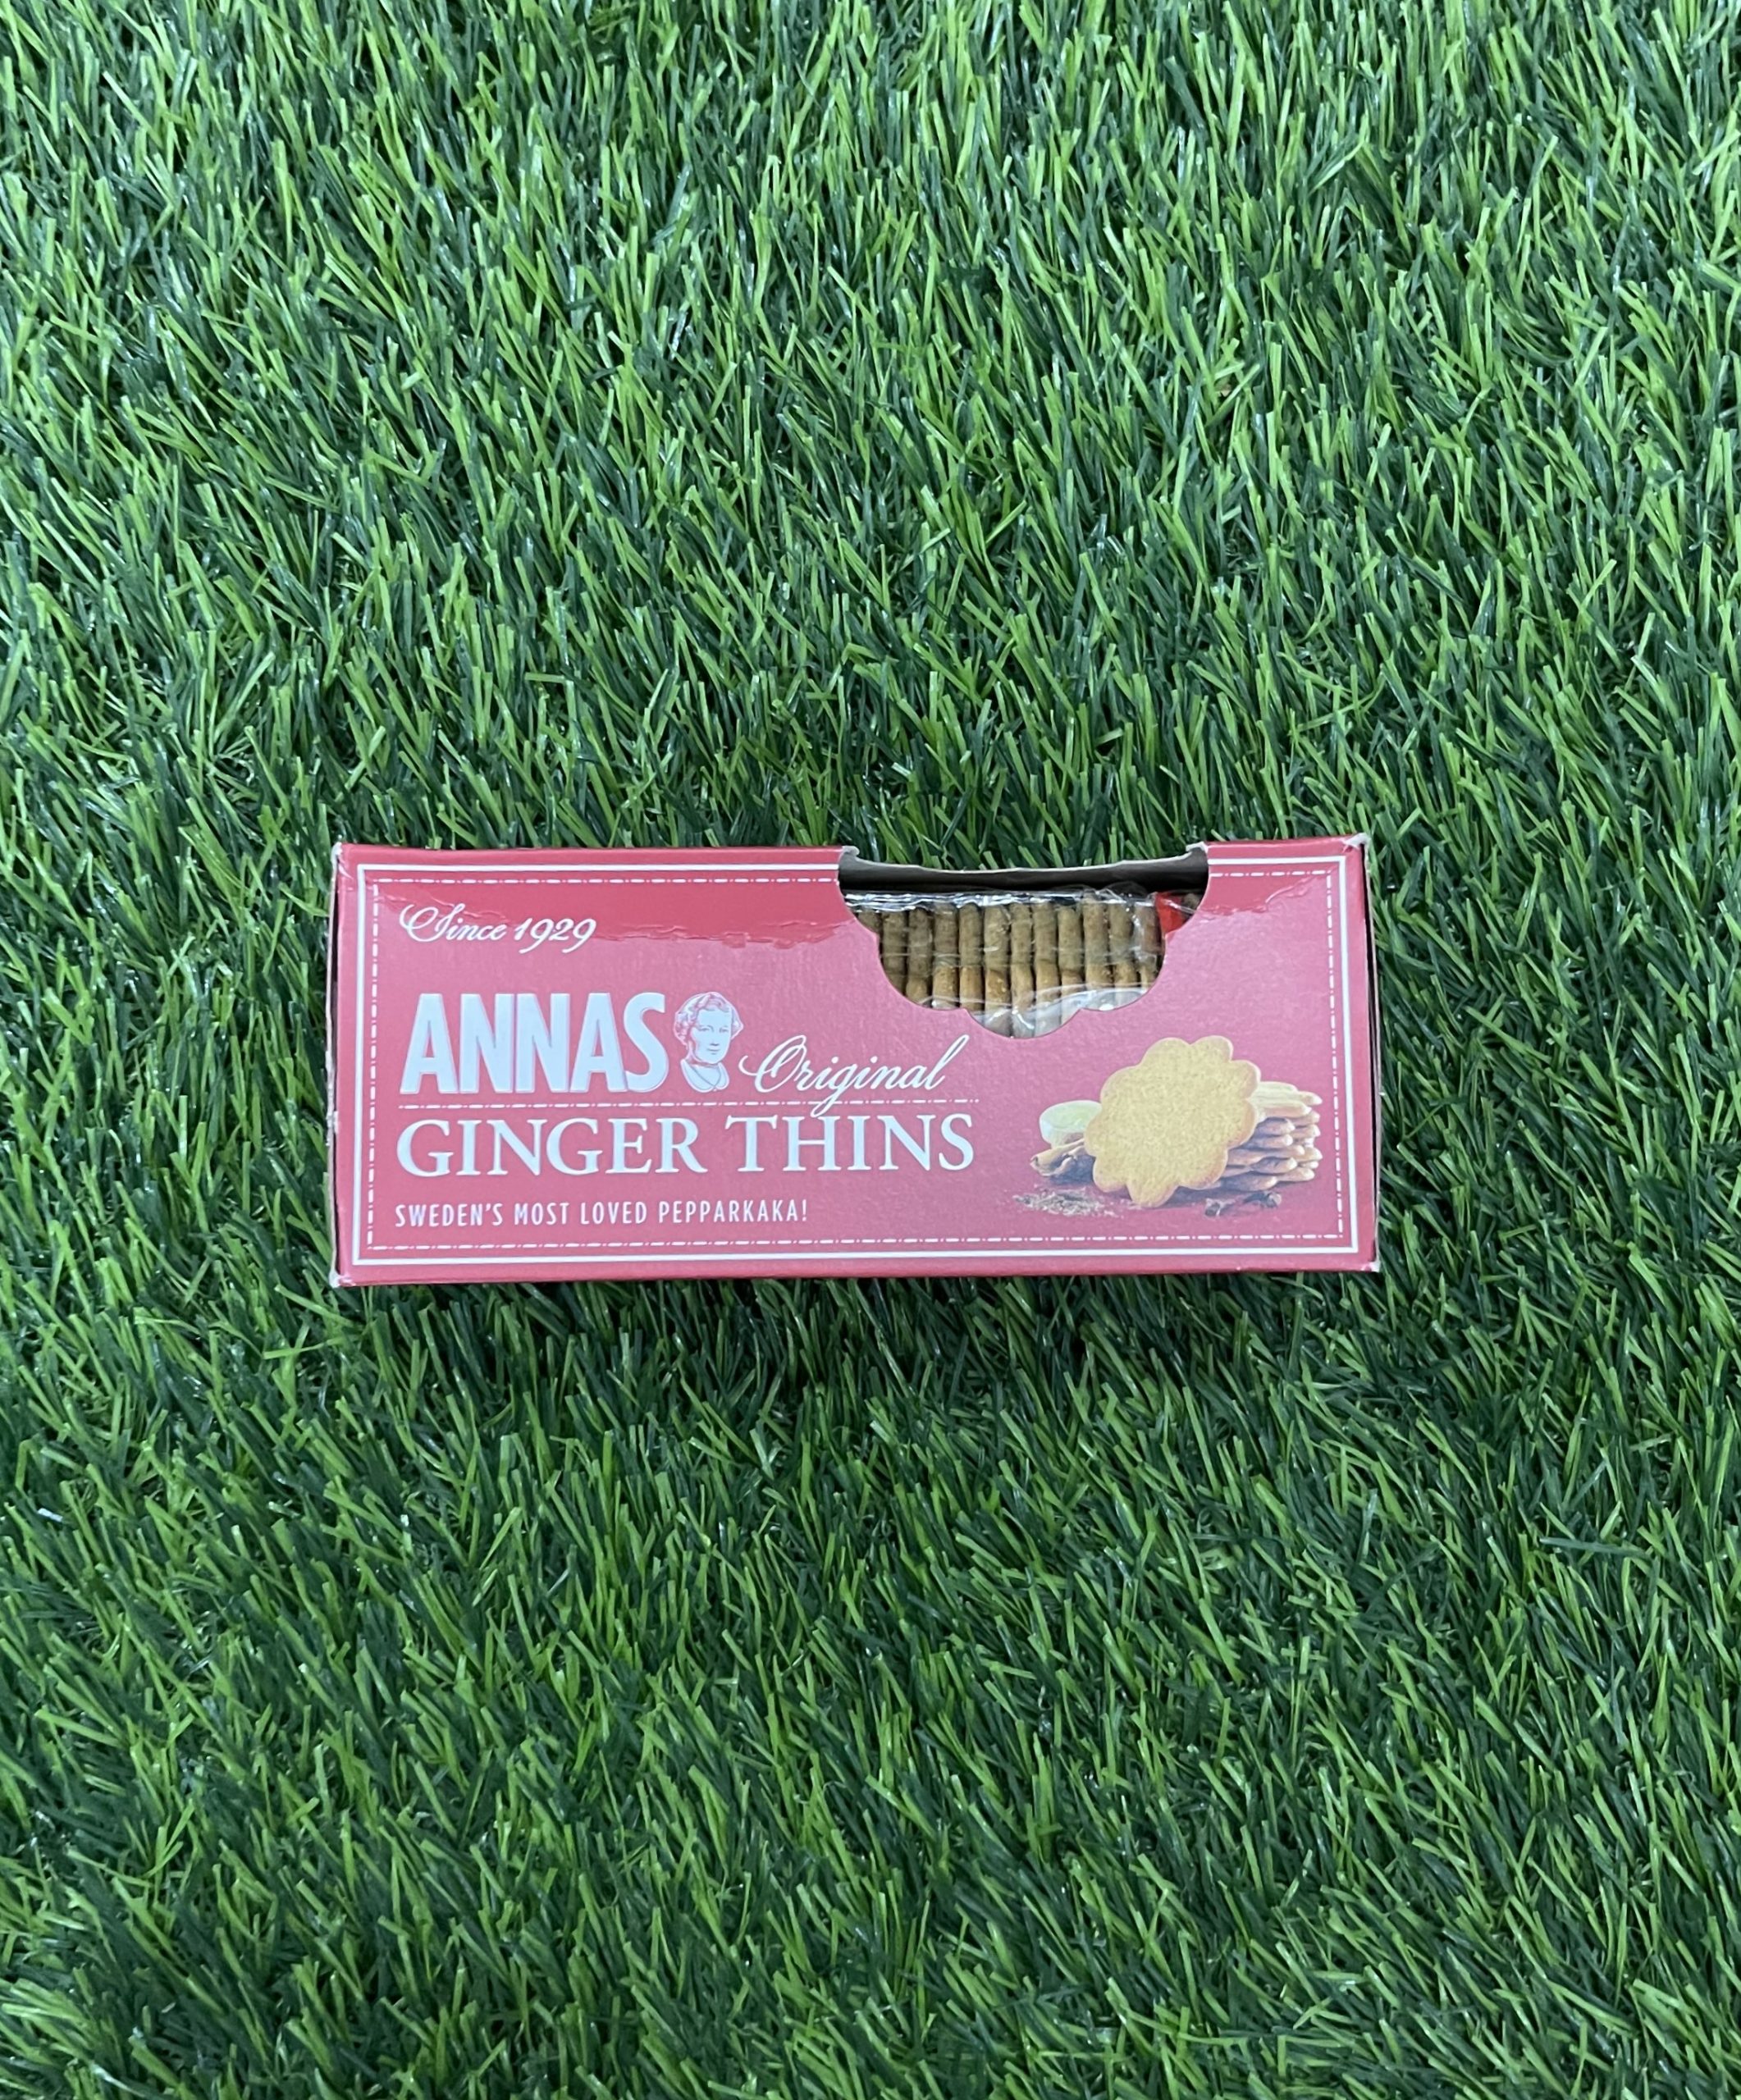 Since 1929
ANNAS Original
GINGER THINS
SWEDEN'S MOST LOVED PEPPARKAKA!